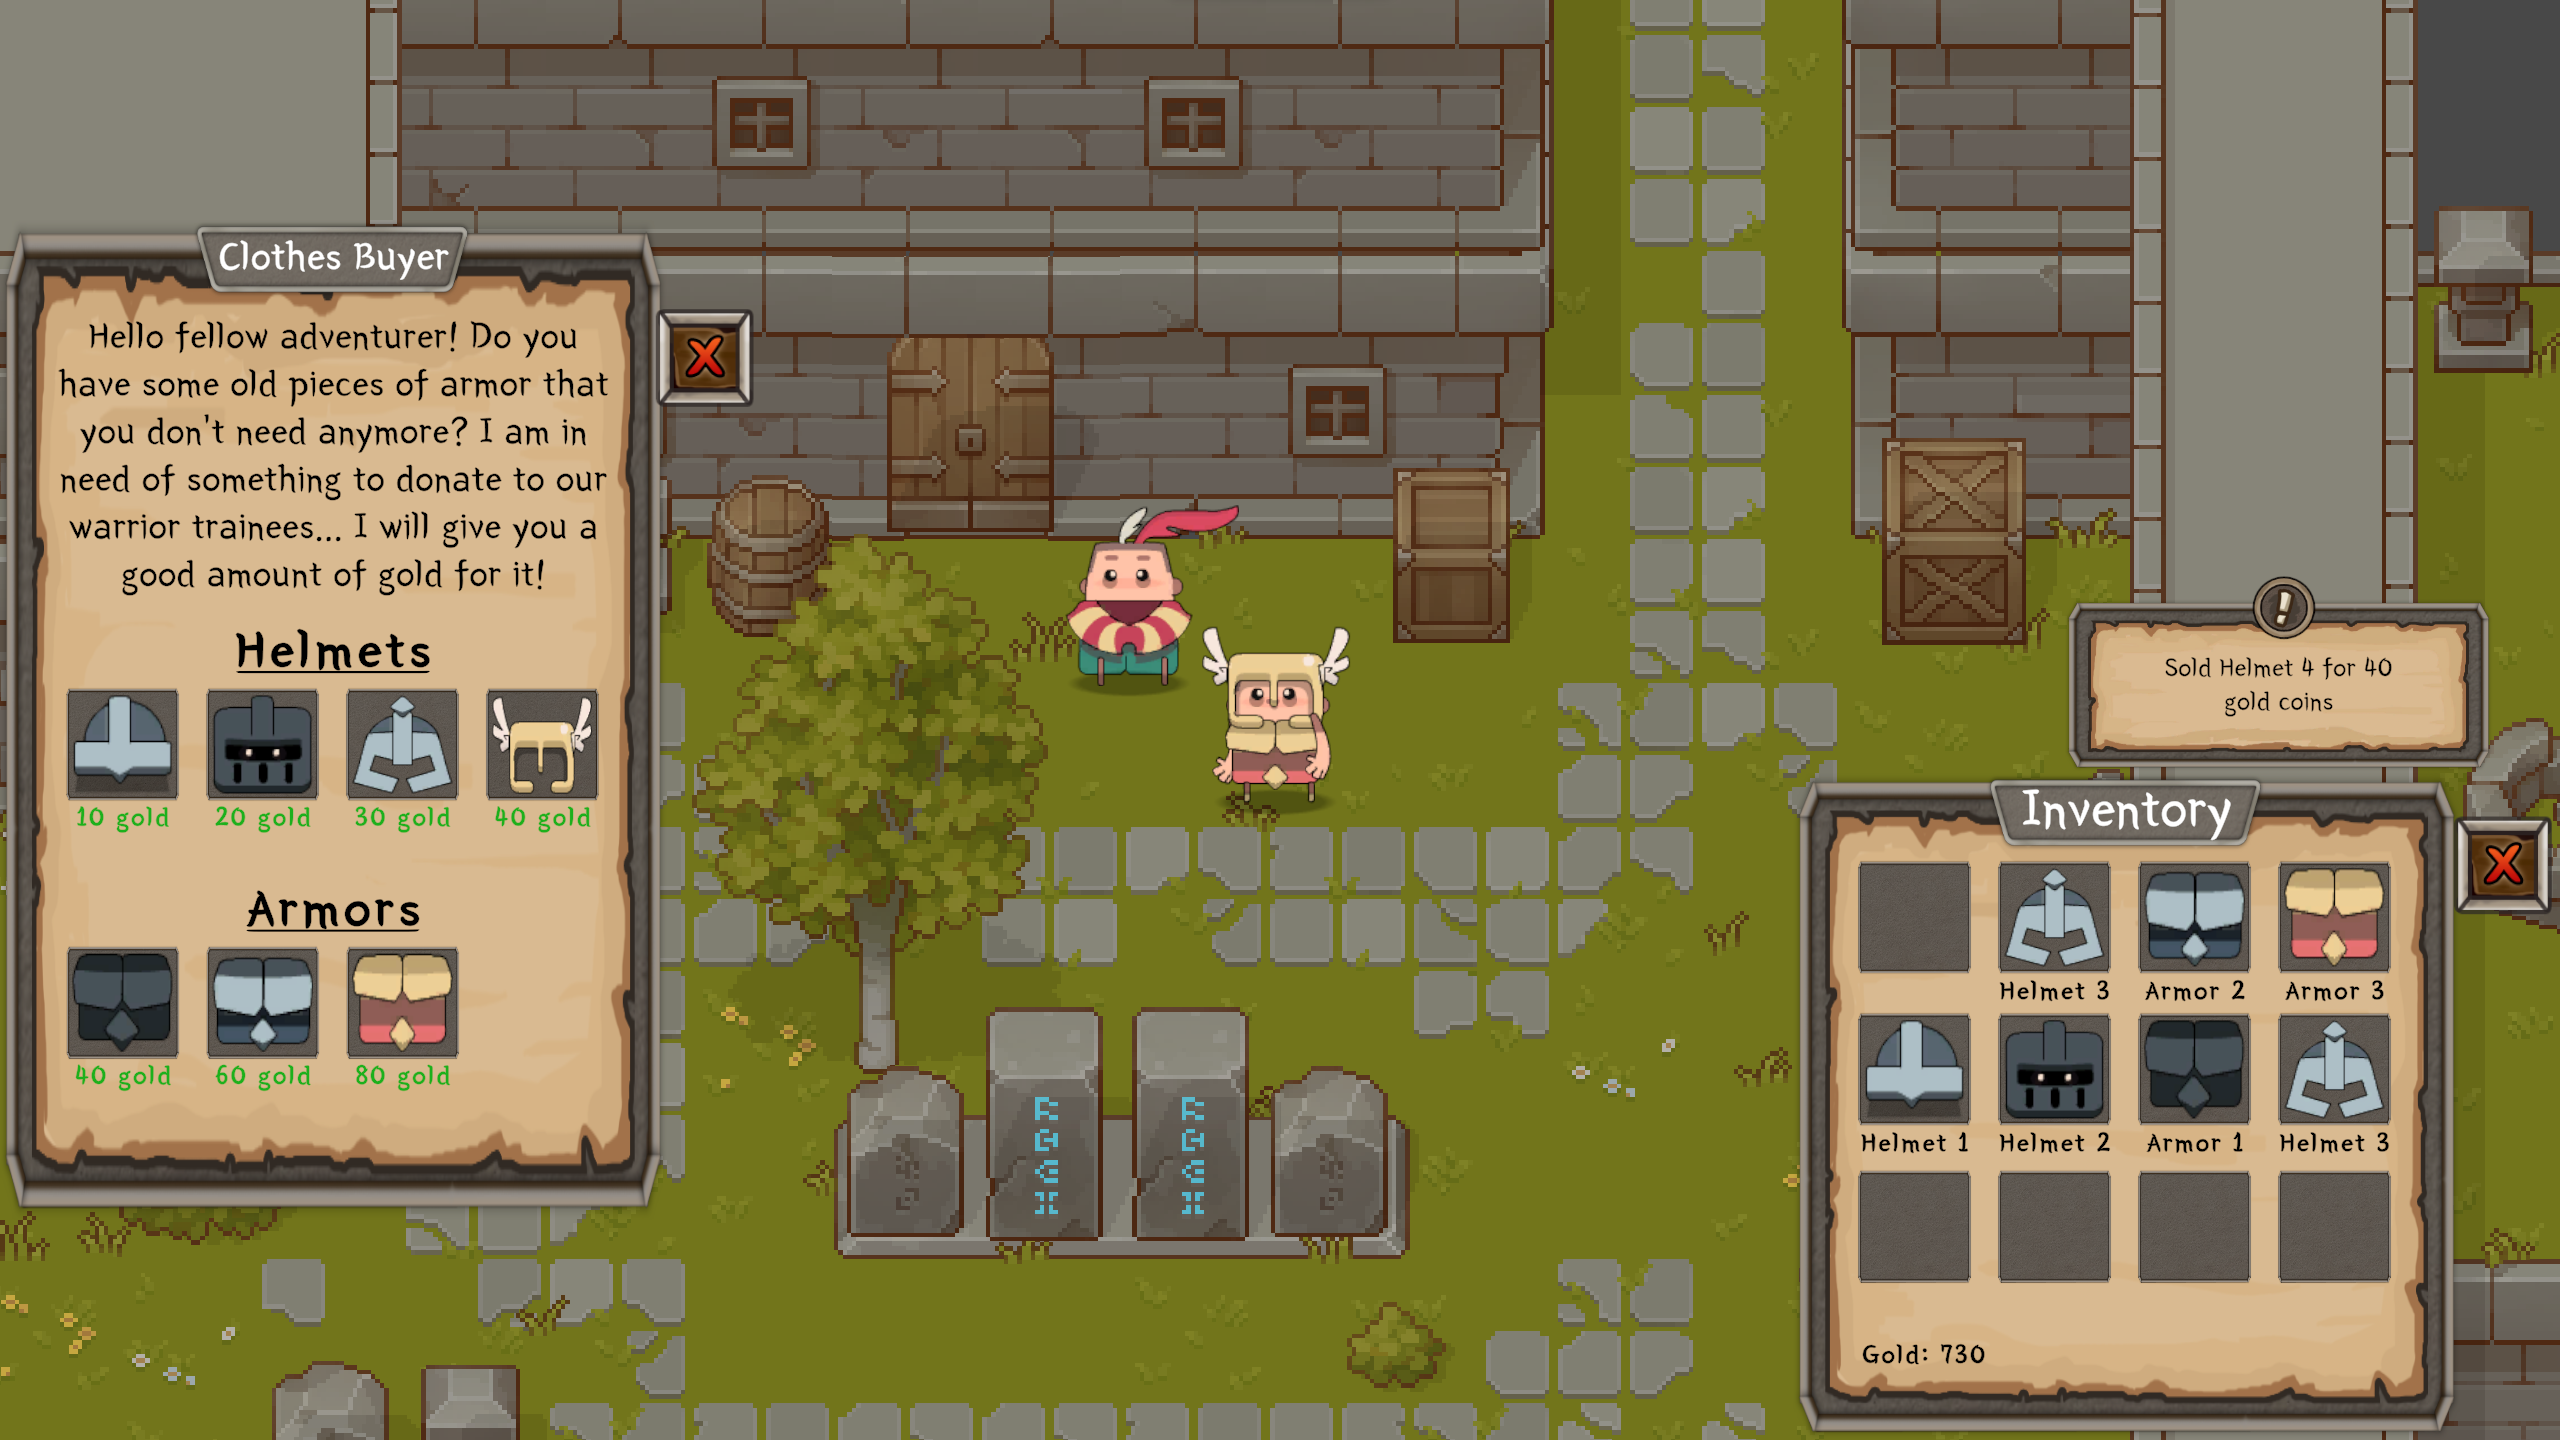 Clothes Buyer
Hello fellow adventurer! Do you
have some old pieces of armor that
you don't need anymore? I am in
need of something to donate to our
warrior trainees... I will give you a
good amount of gold for it!
Helmets
10 gold
20 gold
30 gold
40 gold
Armors
40 gold
60 gold
80 gold
Sold Helmet 4 for 40
gold coins
Inventory
Helmet 3
Armor 2
Armor 3
Helmet 1
Helmet 2
Armor 1
Helmet 3
Gold: 730